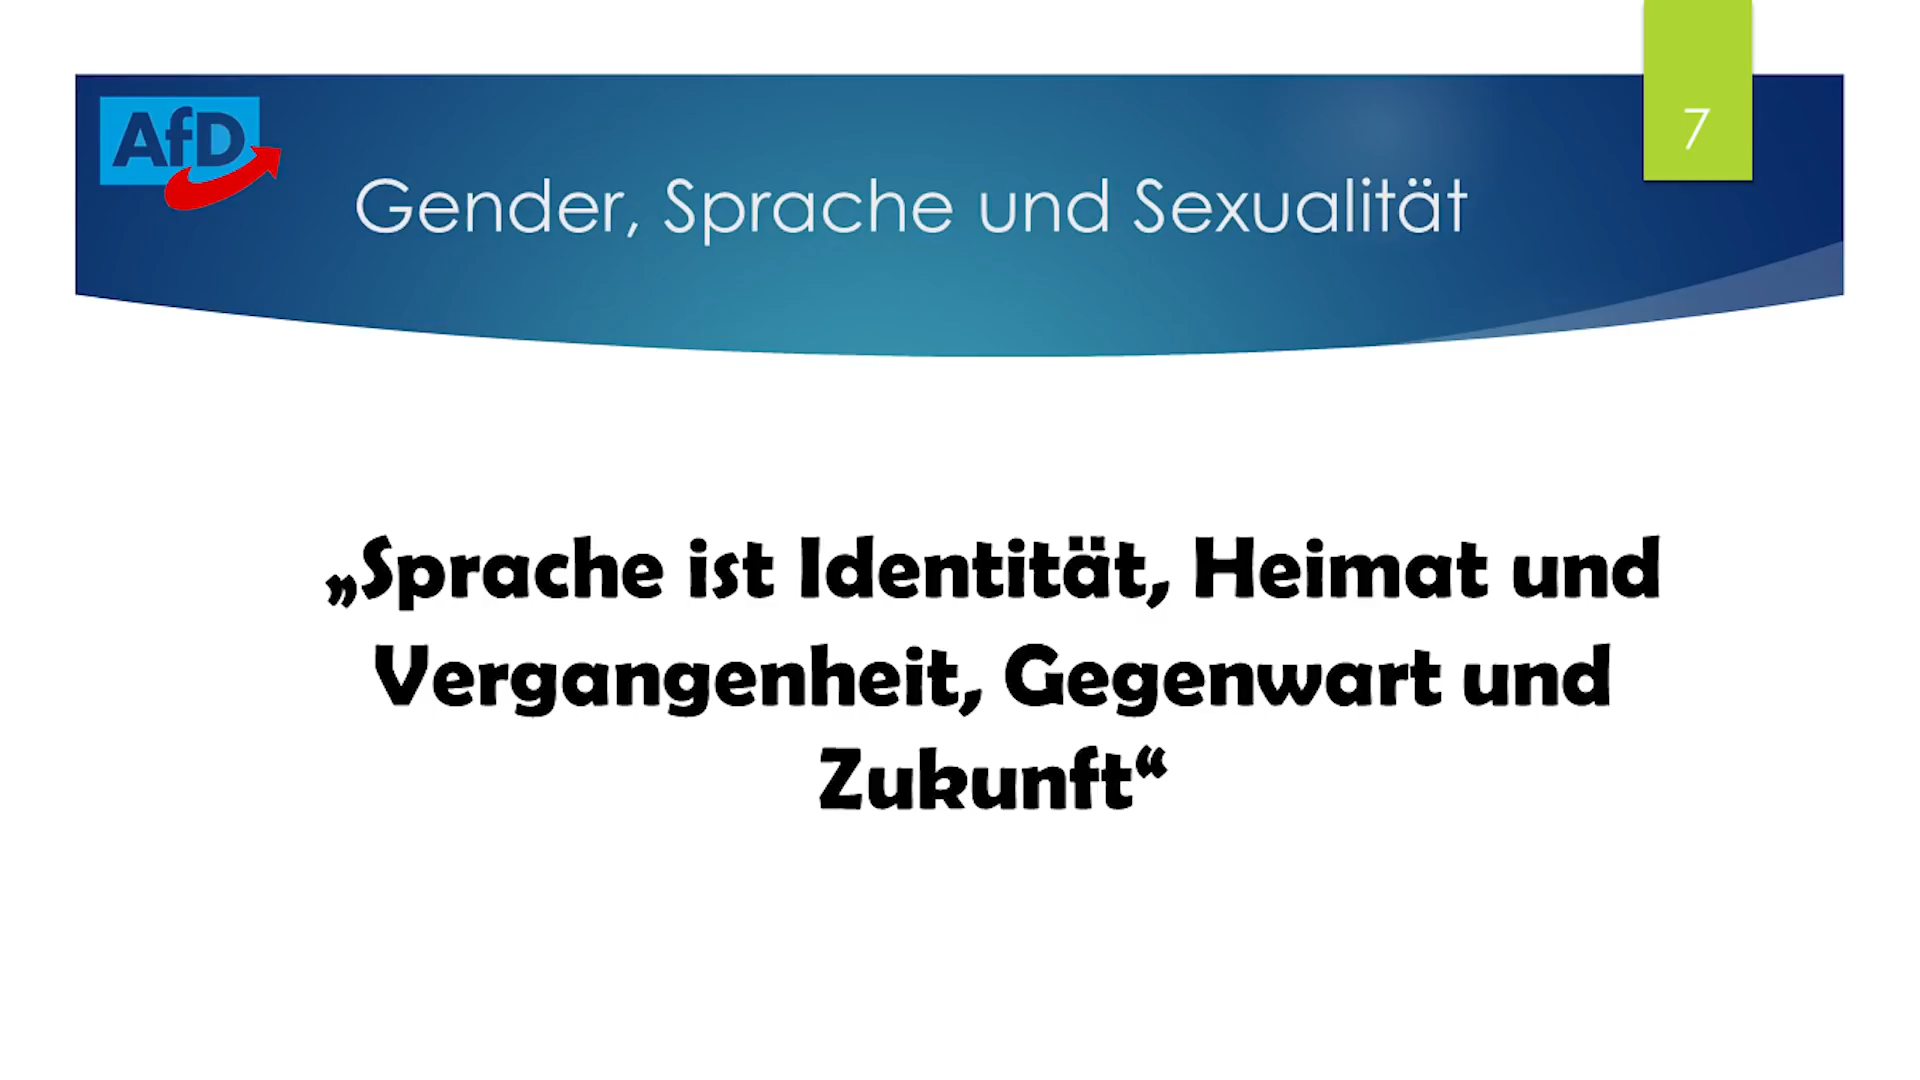 AfD
7
Gender, Sprache und Sexualität
„Sprache ist Identität, Heimat und
Vergangenheit, Gegenwart und
Zukunft“